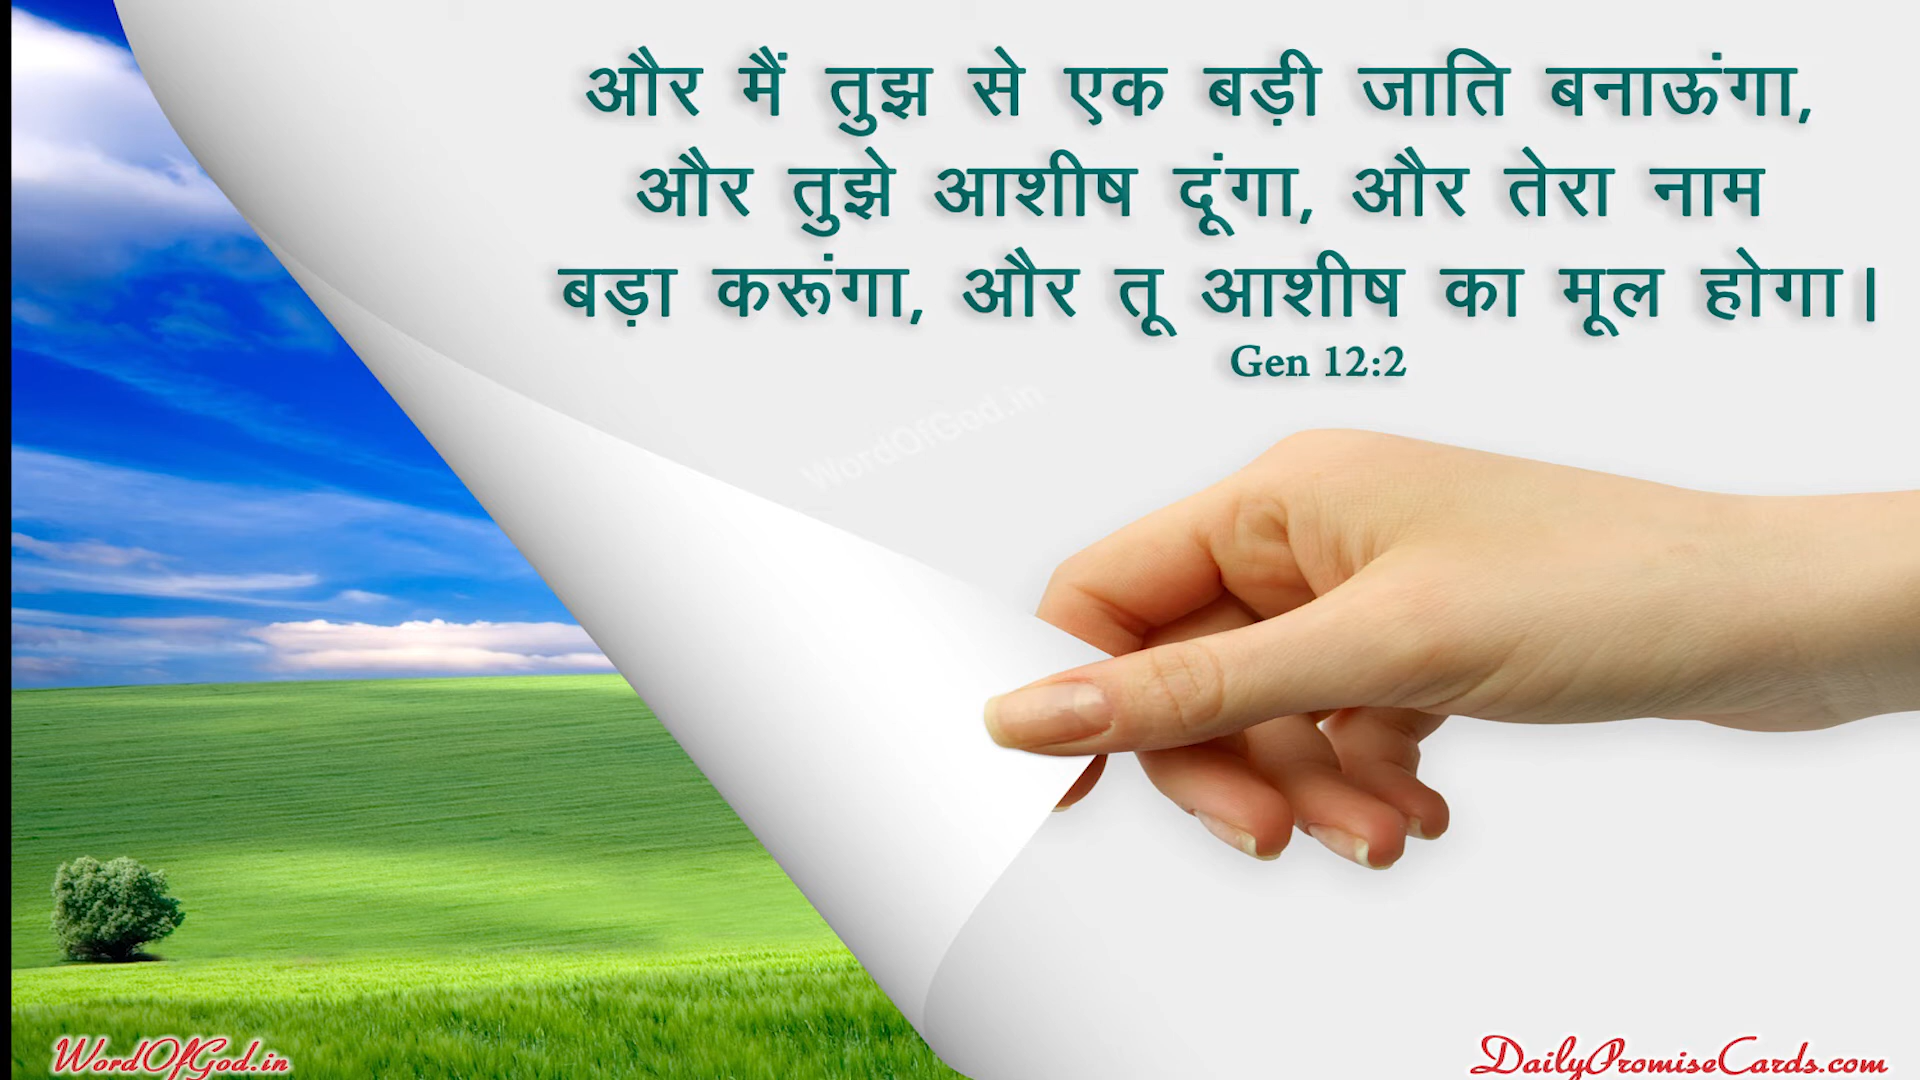 और मैं तुझ से एक बड़ी जाति बनाऊंगा,
और तुझे आशीष दूंगा, और तेरा नाम
बड़ा करूंगा, और तू आशीष का मूल होगा।
Gen 12:2
WordOfGod.in
WordOfGod.in
DailyPromiseCards.com